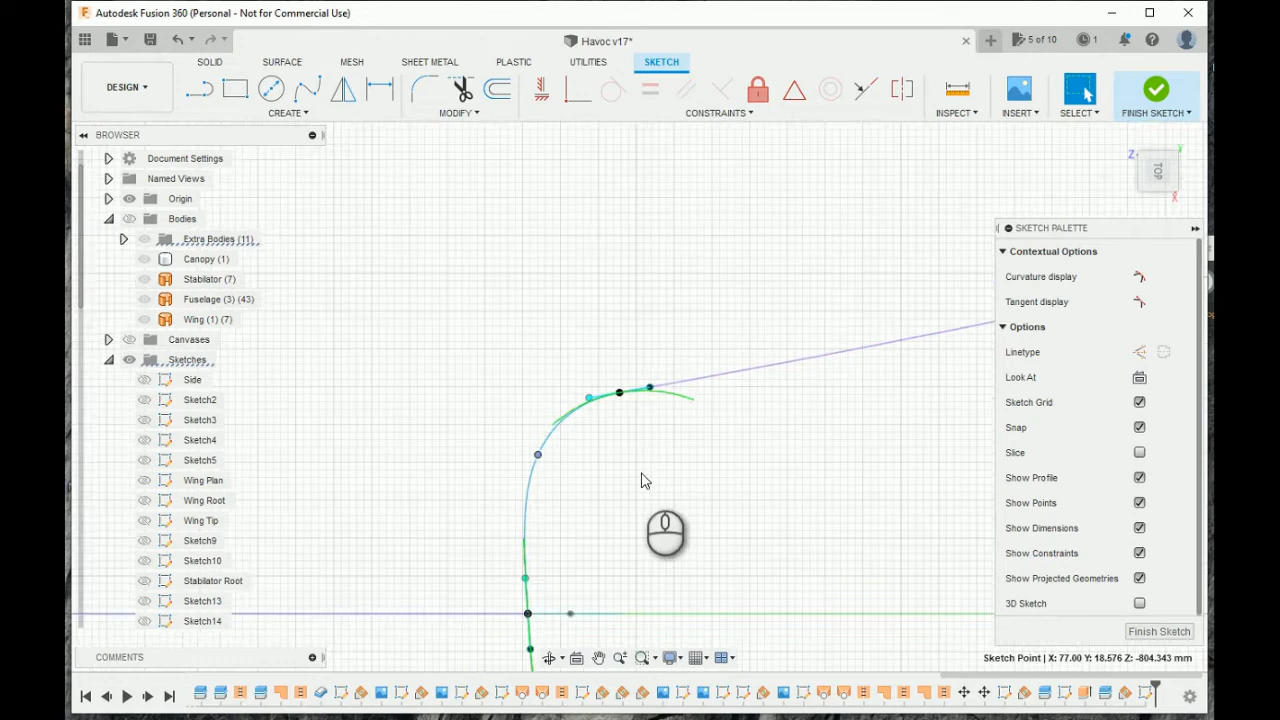 Autodesk Fusion 360 (Personal - Not for Commercial Use)
Havoc v17*
5 of 10
1
SOLID
SURFACE
MESH
SHEET METAL
PLASTIC
UTILITIES
SKETCH
DESIGN
CREATE
MODIFY
CONSTRAINTS
INSPECT
INSERT
SELECT
FINISH SKETCH
BROWSER
Document Settings
Named Views
Origin
Bodies
Extra Bodies (11)
Canopy (1)
Stabilator (7)
Fuselage (3) (43)
Wing (1) (7)
Canvases
Sketches
Side
Sketch2
Sketch3
Sketch4
Sketch5
Wing Plan
Wing Root
Wing Tip
Sketch9
Sketch10
Stabilator Root
Sketch13
Sketch14
COMMENTS
Z
Y
TOP
X
SKETCH PALETTE
Contextual Options
Curvature display
Tangent display
Options
Linetype
Look At
Sketch Grid
Snap
Slice
Show Profile
Show Points
Show Dimensions
Show Constraints
Show Projected Geometries
3D Sketch
Finish Sketch
Sketch Point | X: 77.00 Y: 18.576 Z: -804.343 mm